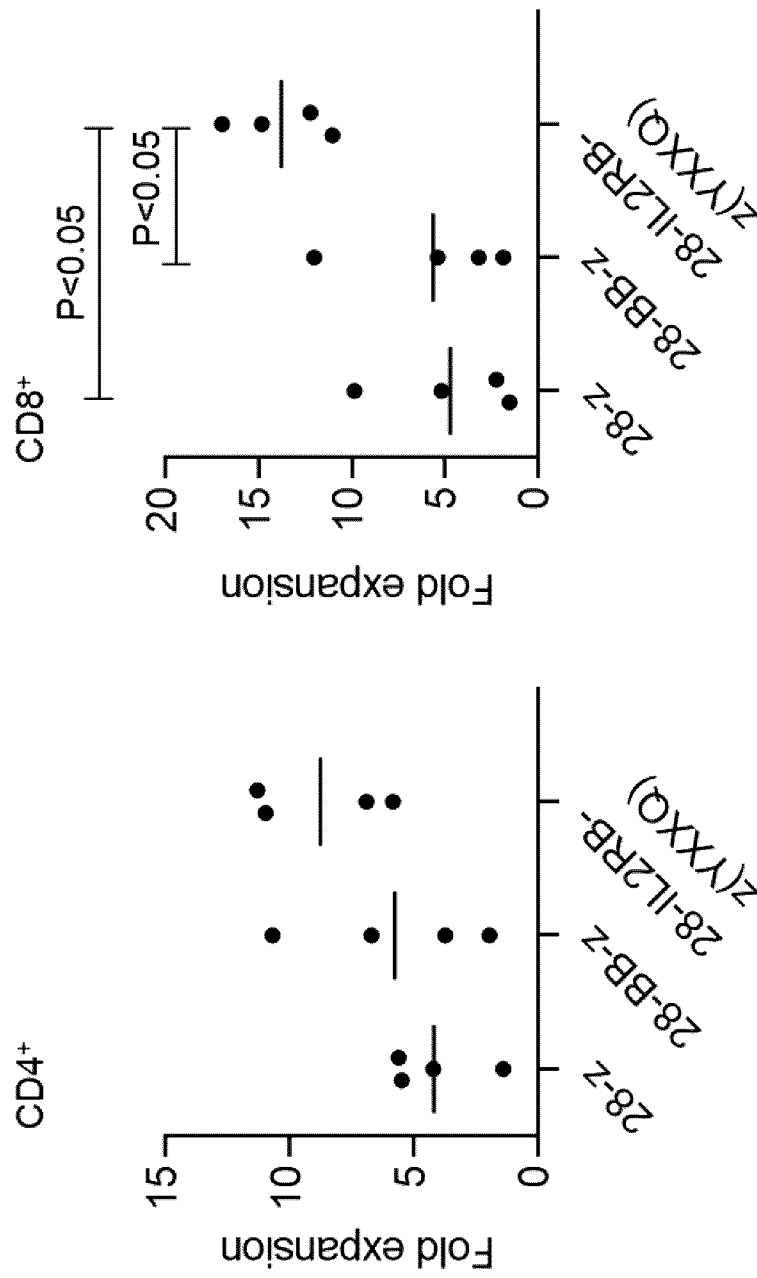 CD4⁺
Fold expansion
15
10
5
0
28-z
28-BB-z
28-IL2RB-
z(YXXQ)
CD8⁺
P<0.05
P<0.05
Fold expansion
20
15
10
5
0
28-z
28-BB-z
28-IL2RB-
z(YXXQ)